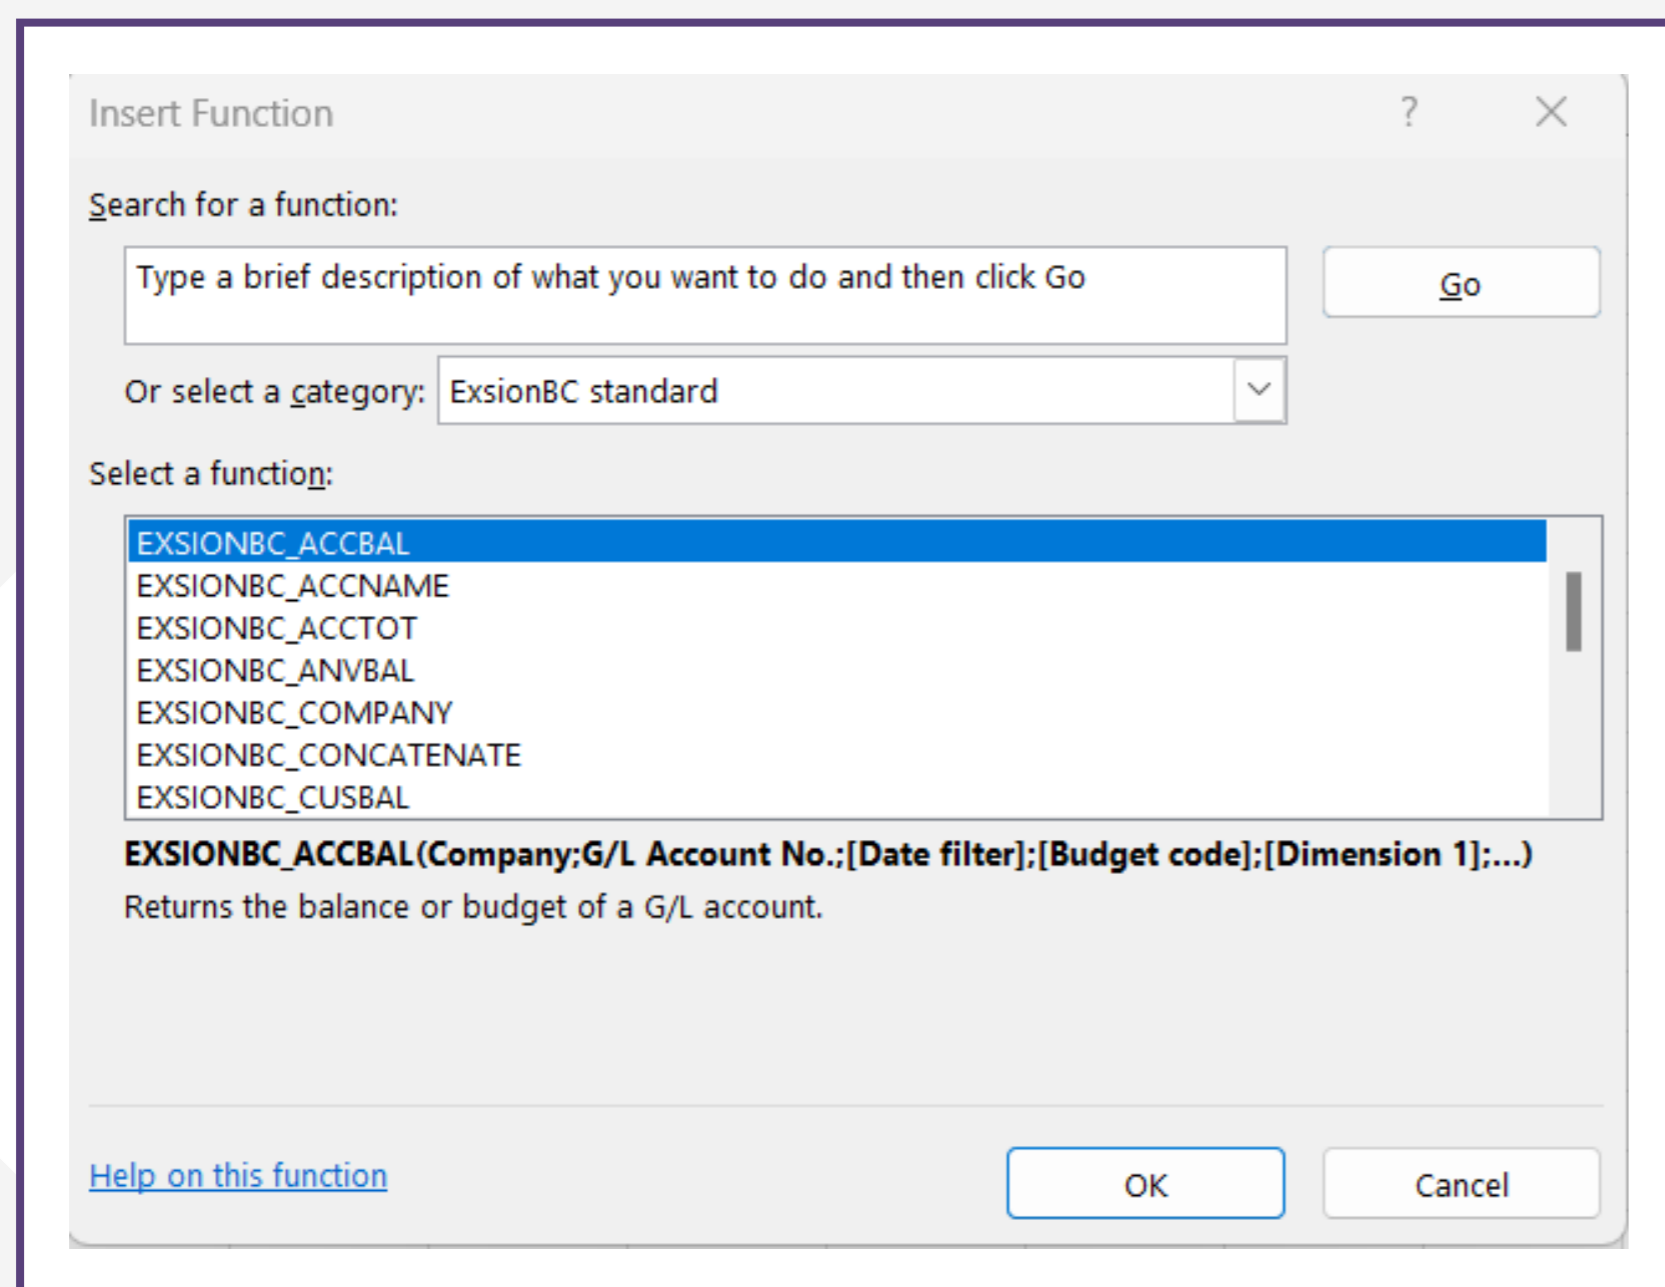 Insert Function
?
Search for a function:
Type a brief description of what you want to do and then click Go
Go
Or select a category: ExsionBC standard
Select a function:
EXSIONBC_ACCBAL
EXSIONBC_ACCNAME
EXSIONBC_ACCTOT
EXSIONBC_ANVBAL
EXSIONBC_COMPANY
EXSIONBC_CONCATENATE
EXSIONBC_CUSBAL
EXSIONBC_ACCBAL(Company;G/L Account No.;[Date filter];[Budget code];[Dimension 1];...)
Returns the balance or budget of a G/L account.
Help on this function
OK
Cancel